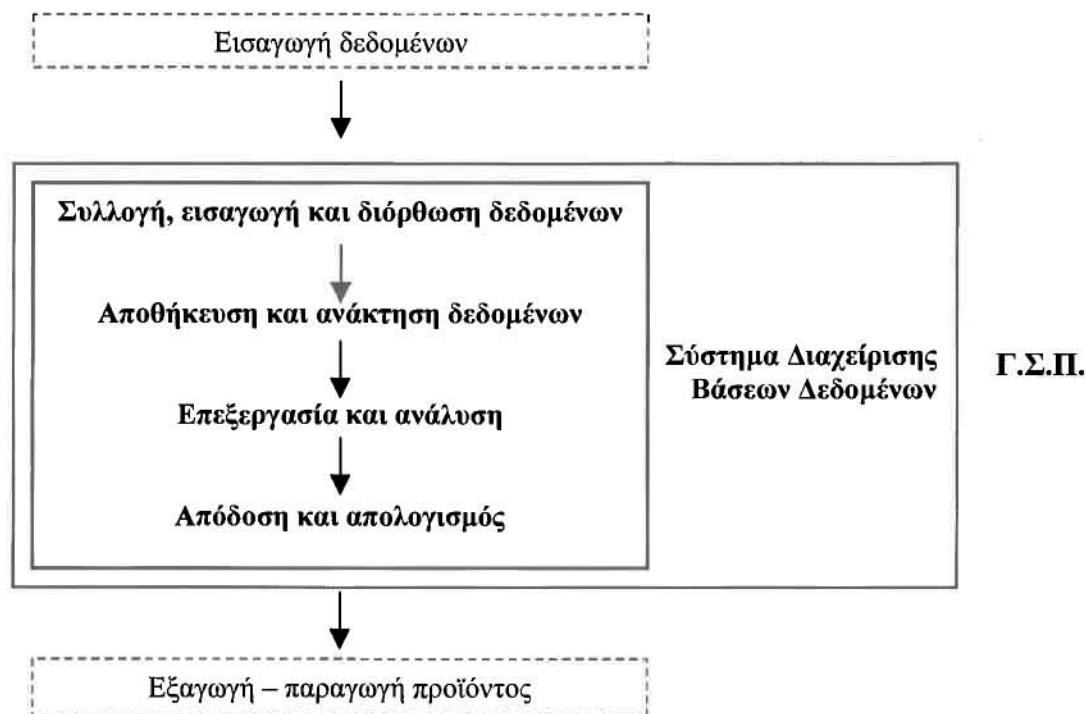 Εισαγωγή δεδομένων
Συλλογή, εισαγωγή και διόρθωση δεδομένων
Αποθήκευση και ανάκτηση δεδομένων
Επεξεργασία και ανάλυση
Απόδοση και απολογισμός
Σύστημα Διαχείρισης
Βάσεων Δεδομένων
Γ.Σ.Π.
Εξαγωγή – παραγωγή προϊόντος